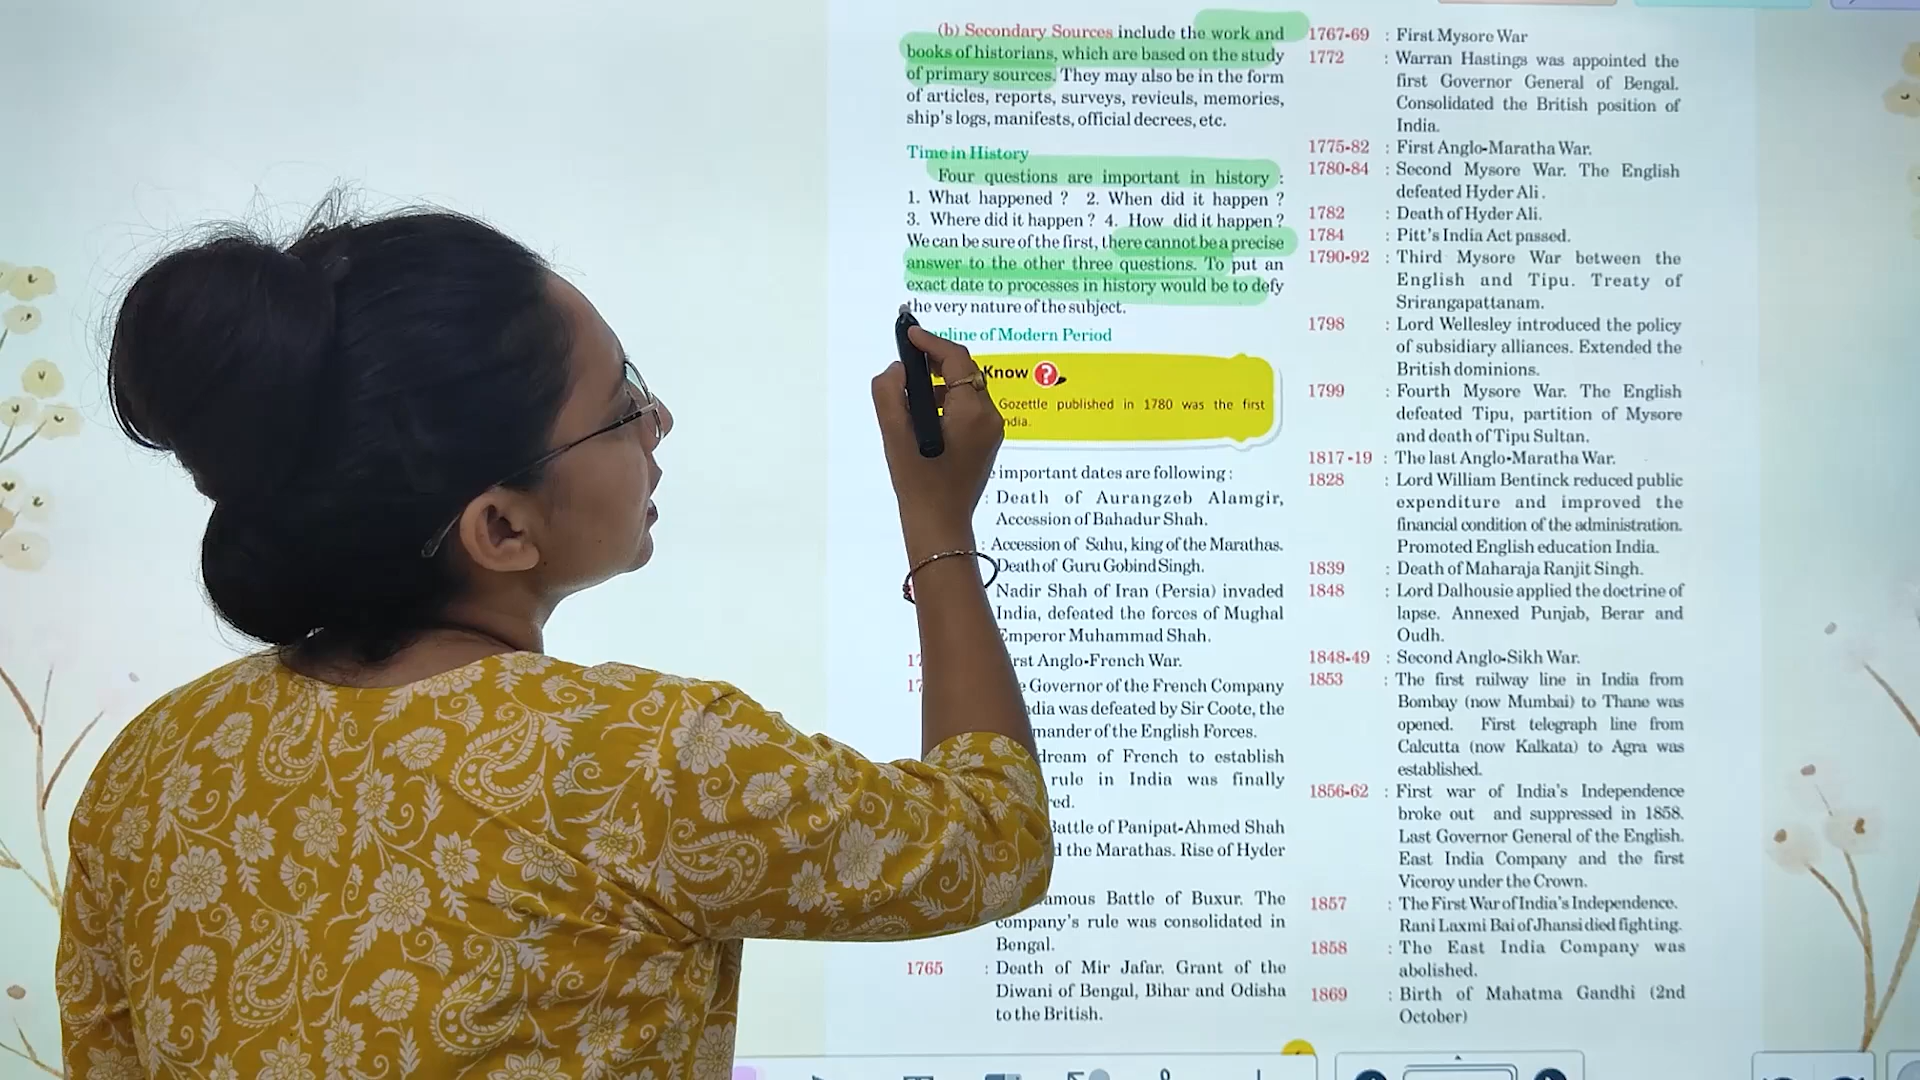 (b) Secondary Sources include the work and
books of historians, which are based on the study
of primary sources. They may also be in the form
of articles, reports, surveys, revieuls, memories,
ship's logs, manifests, official decrees, etc.
Time in History
Four questions are important in history :
1. What happened ? 2. When did it happen ?
3. Where did it happen ? 4. How did it happen ?
We can be sure of the first, there cannot be a precise
answer to the other three questions. To put an
exact date to processes in history would be to defy
the very nature of the subject.
of Modern Period
Know ?
Gozettle published in 1780 was the first
important dates are following :
: Death of Aurangzeb Alamgir,
Accession of Bahadur Shah.
: Accession of Sahu, king of the Marathas.
Death of Guru Gobind Singh.
Nadir Shah of Iran (Persia) invaded
India, defeated the forces of Mughal
Emperor Muhammad Shah.
Anglo-French War.
Governor of the French Company
was defeated by Sir Coote, the
of the English Forces.
dream of French to establish
rule in India was finally
Battle of Panipat-Ahmed Shah
the Marathas. Rise of Hyder
Battle of Buxur. The
company's rule was consolidated in
Bengal.
1765 : Death of Mir Jafar. Grant of the
Diwani of Bengal, Bihar and Odisha
to the British.
1767-69 : First Mysore War
1772 : Warran Hastings was appointed the
first Governor General of Bengal.
Consolidated the British position of
India.
1775-82 : First Anglo-Maratha War.
1780-84 : Second Mysore War. The English
defeated Hyder Ali .
1782 : Death of Hyder Ali.
1784 : Pitt's India Act passed.
1790-92 : Third Mysore War between the
English and Tipu. Treaty of
Srirangapattanam.
1798 : Lord Wellesley introduced the policy
of subsidiary alliances. Extended the
British dominions.
1799 : Fourth Mysore War. The English
defeated Tipu, partition of Mysore
and death of Tipu Sultan.
1817-19 : The last Anglo-Maratha War.
1828 : Lord William Bentinck reduced public
expenditure and improved the
financial condition of the administration.
Promoted English education India.
1839 : Death of Maharaja Ranjit Singh.
1848 : Lord Dalhousie applied the doctrine of
lapse. Annexed Punjab, Berar and
Oudh.
1848-49 : Second Anglo-Sikh War.
1853 : The first railway line in India from
Bombay (now Mumbai) to Thane was
opened. First telegraph line from
Calcutta (now Kalkata) to Agra was
established.
1856-62 : First war of India's Independence
broke out and suppressed in 1858.
Last Governor General of the English.
East India Company and the first
Viceroy under the Crown.
1857 : The First War of India's Independence.
Rani Laxmi Bai of Jhansi died fighting.
1858 : The East India Company was
abolished.
1869 : Birth of Mahatma Gandhi (2nd
October)